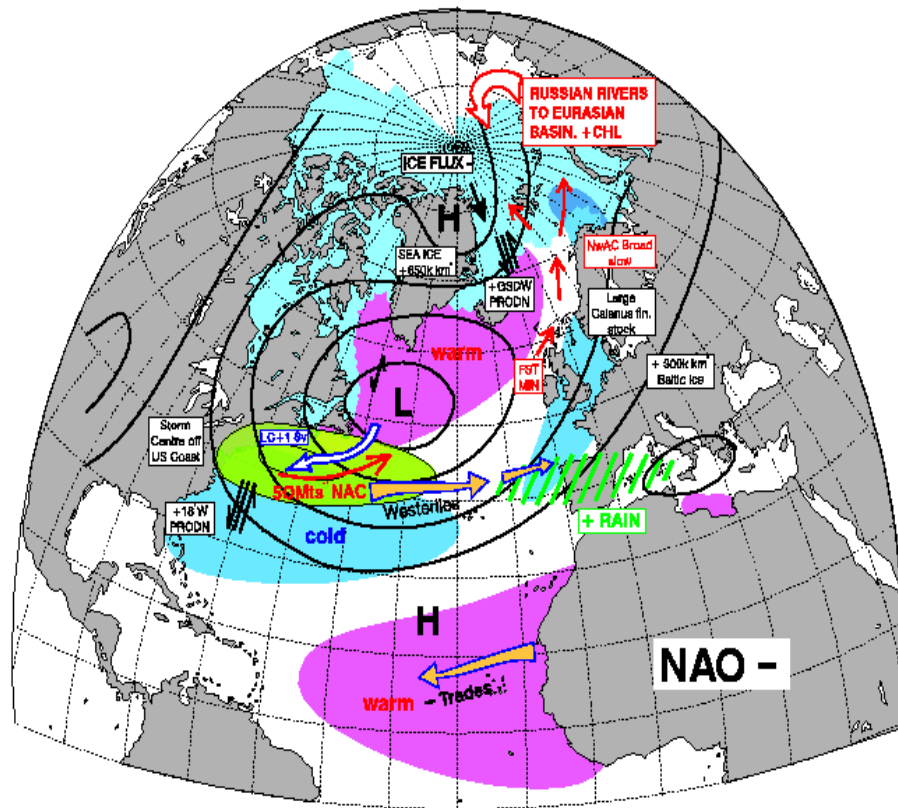 RUSSIAN RIVERS
TO EURASIAN
BASIN. +CHL
ICE FLUX -
H
SEA ICE
+650k km²
+GSDW
PRODN
NwAC Broad
slow
Large
Calanus fin.
stock
warm
FST
MIN
+ 500k km²
Baltic ice
L
Storm
Centre off
US Coast
LC+1 8v
50Mts NAC
Westerlies
+18 W
PRODN
cold
+ RAIN
H
NAO -
warm
- Trades